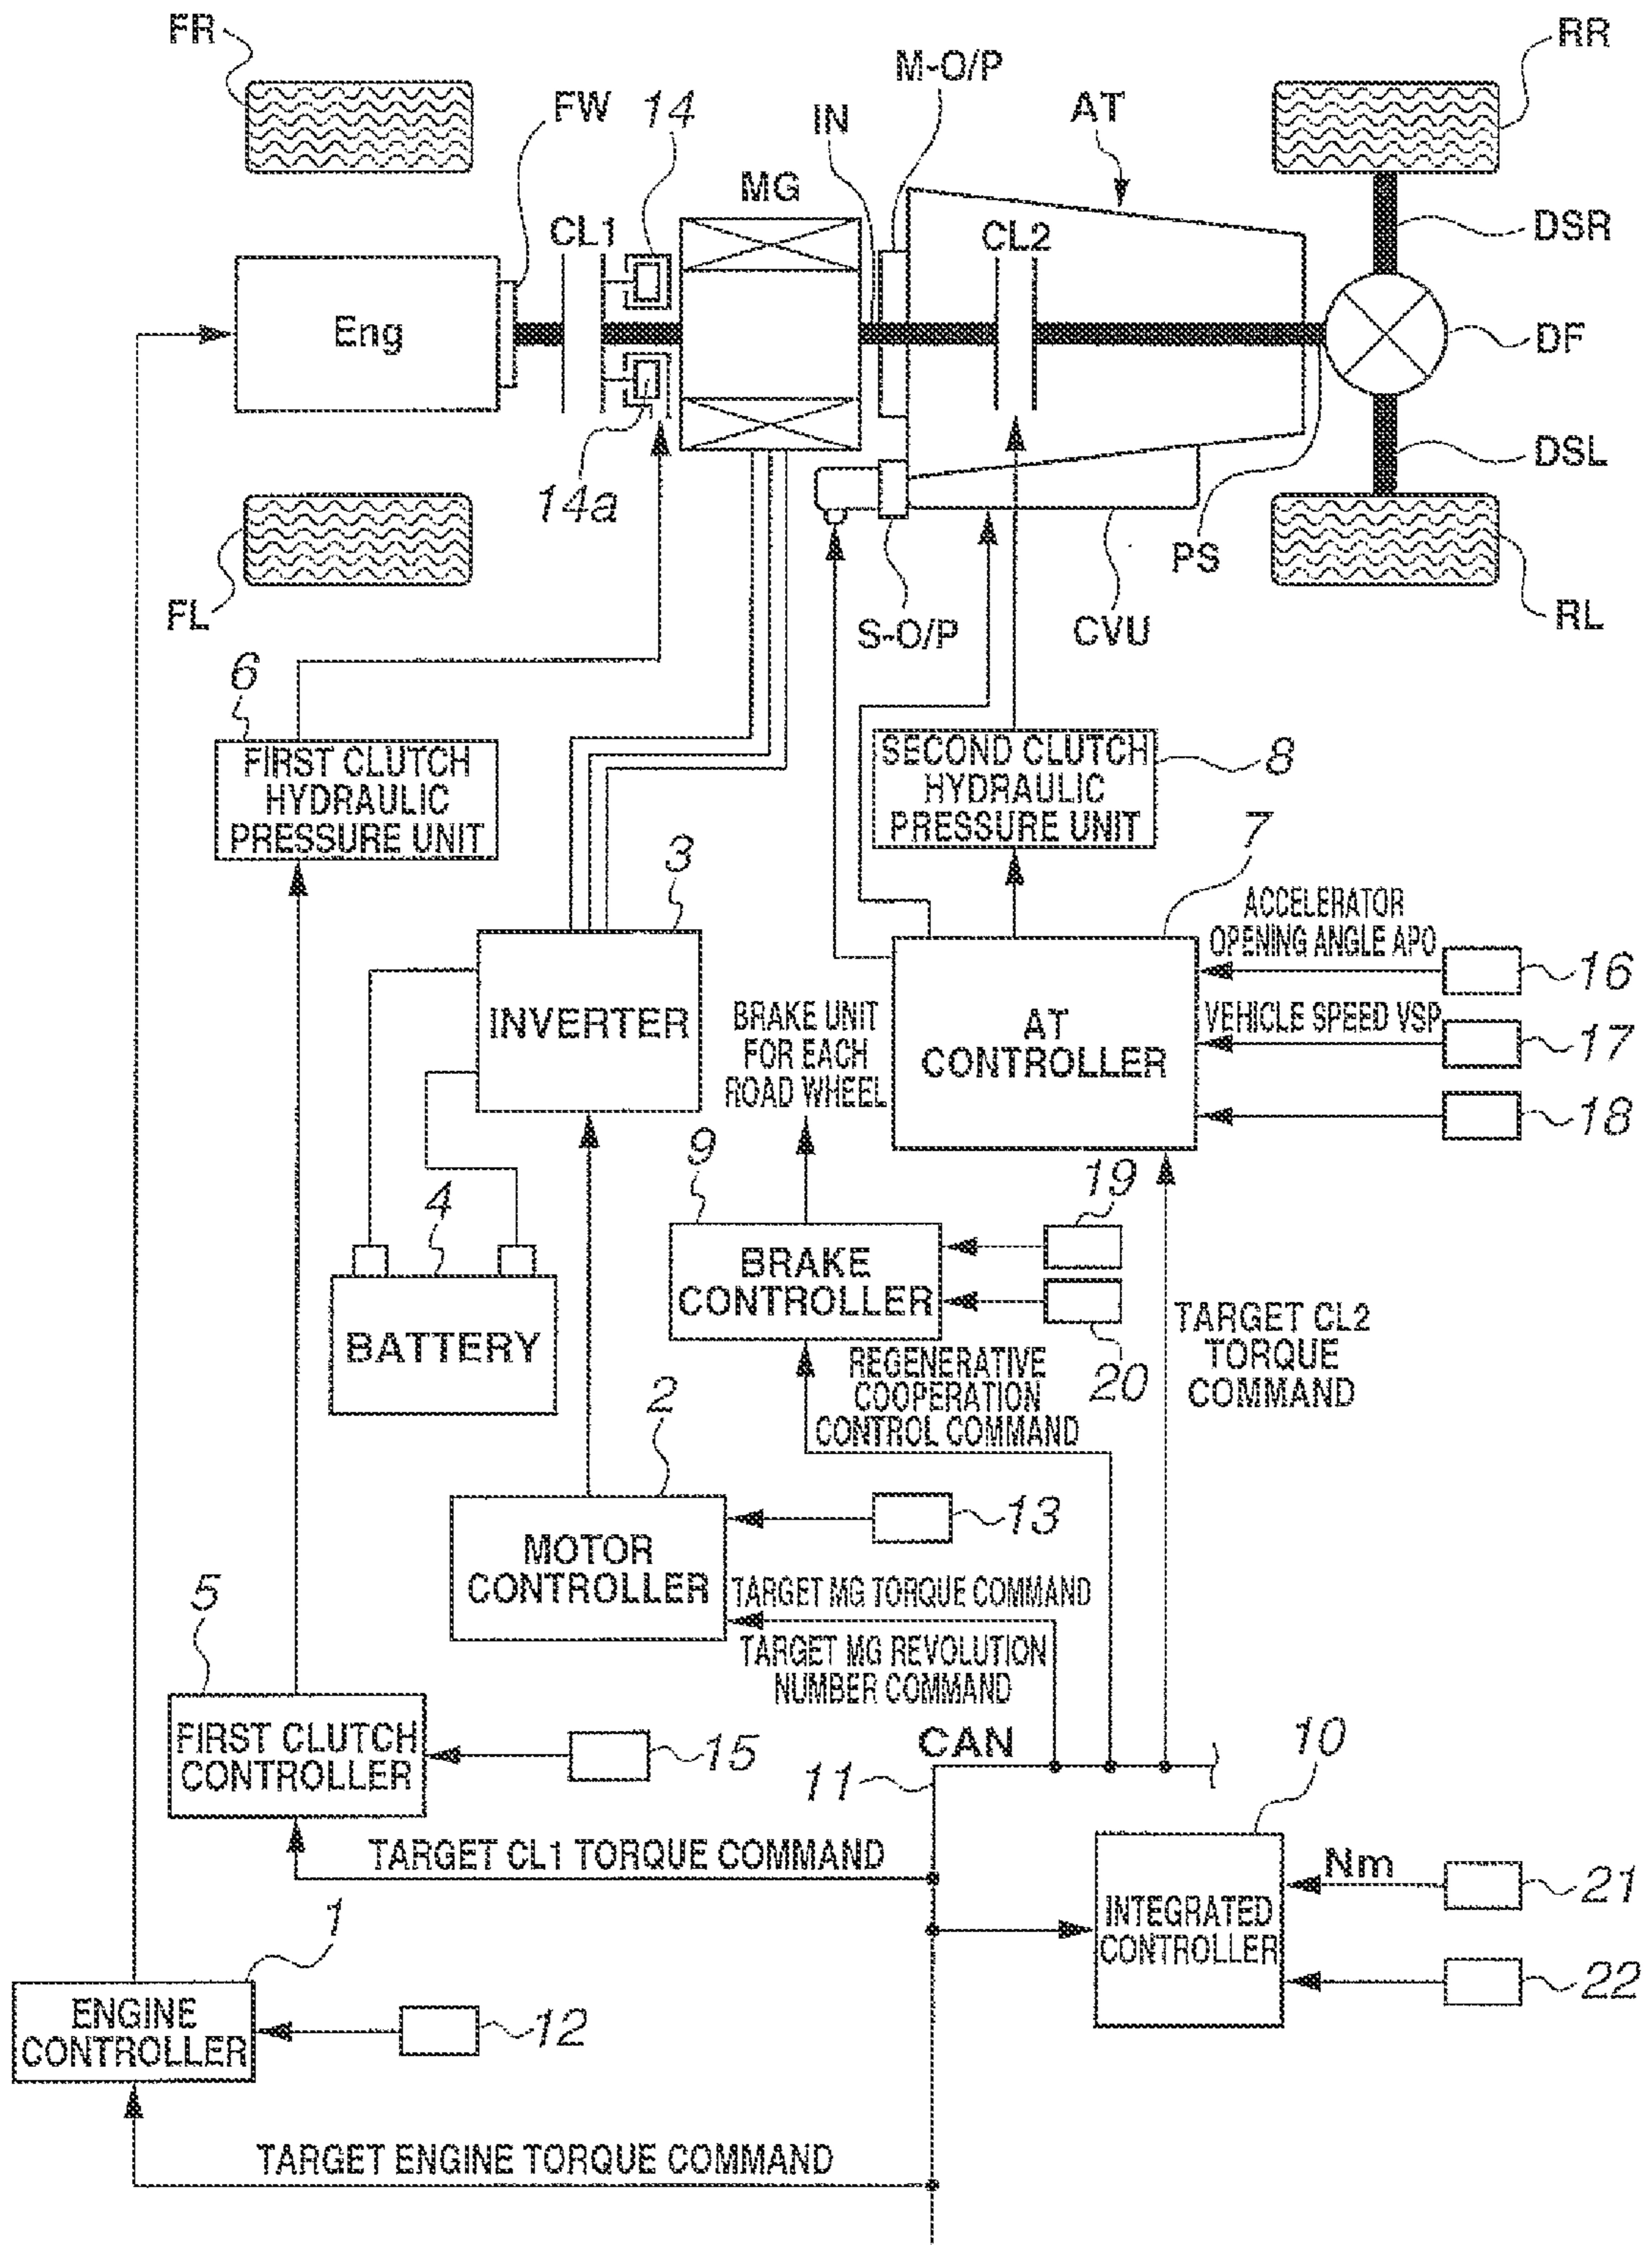 FR
RR
M-O/P
FW
14
IN
AT
MG
CL1
CL2
DSR
Eng
DF
14a
DSL
FL
PS
S-O/P
CVU
RL
6
FIRST CLUTCH
HYDRAULIC
PRESSURE UNIT
SECOND CLUTCH
HYDRAULIC
PRESSURE UNIT
8
3
7
ACCELERATOR
OPENING ANGLE APO
16
INVERTER
BRAKE UNIT
FOR EACH
ROAD WHEEL
AT
CONTROLLER
VEHICLE SPEED VSP
17
18
9
19
4
BRAKE
CONTROLLER
BATTERY
20
TARGET CL2
TORQUE
COMMAND
REGENERATIVE
COOPERATION
CONTROL COMMAND
2
13
MOTOR
CONTROLLER
TARGET MG TORQUE COMMAND
TARGET MG REVOLUTION
NUMBER COMMAND
5
FIRST CLUTCH
CONTROLLER
15
CAN
11
10
TARGET CL1 TORQUE COMMAND
Nm
21
INTEGRATED
CONTROLLER
22
1
ENGINE
CONTROLLER
12
TARGET ENGINE TORQUE COMMAND